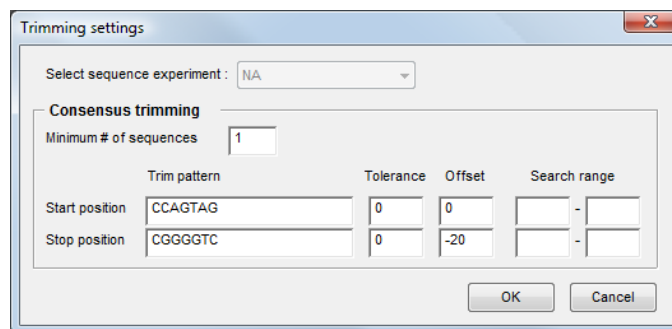 Trimming settings
Select sequence experiment : NA
Consensus trimming
Minimum # of sequences 1
Trim pattern Tolerance Offset Search range
Start position CCAGTAG 0 0 -
Stop position CGGGGTC 0 -20 -
OK Cancel